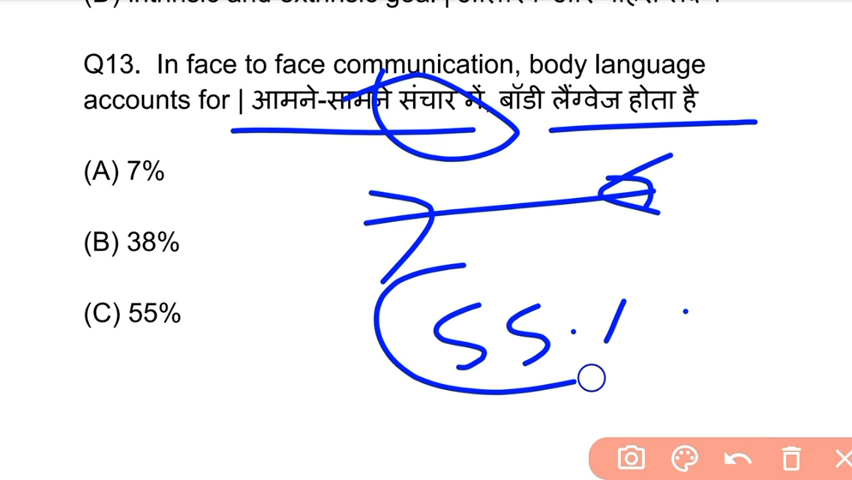 Q13. In face to face communication, body language
accounts for | आमने-सामने संचार में, बॉडी लैंग्वेज होता है
(A) 7%
(B) 38%
(C) 55%
55.%